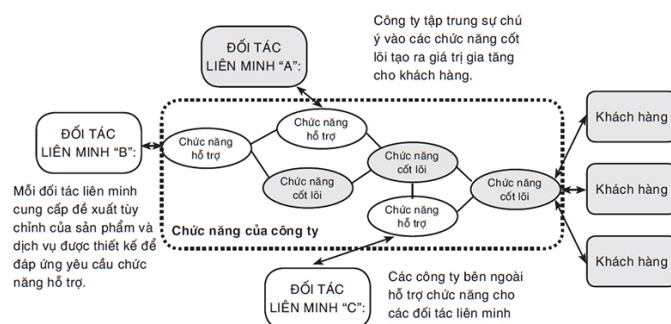 ĐỐI TÁC
LIÊN MINH “A”:
Công ty tập trung sự chú
ý vào các chức năng cốt
lõi tạo ra giá trị gia tăng
cho khách hàng.
ĐỐI TÁC
LIÊN MINH “B”:
Chức năng
hỗ trợ
Chức năng
hỗ trợ
Chức năng
cốt lõi
Chức năng
cốt lõi
Chức năng
cốt lõi
Chức năng
hỗ trợ
Khách hàng
Khách hàng
Khách hàng
Chức năng của công ty
Mỗi đối tác liên minh
cung cấp đề xuất tùy
chỉnh của sản phẩm và
dịch vụ được thiết kế để
đáp ứng yêu cầu chức
năng hỗ trợ.
ĐỐI TÁC
LIÊN MINH “C”:
Các công ty bên ngoài
hỗ trợ chức năng cho
các đối tác liên minh